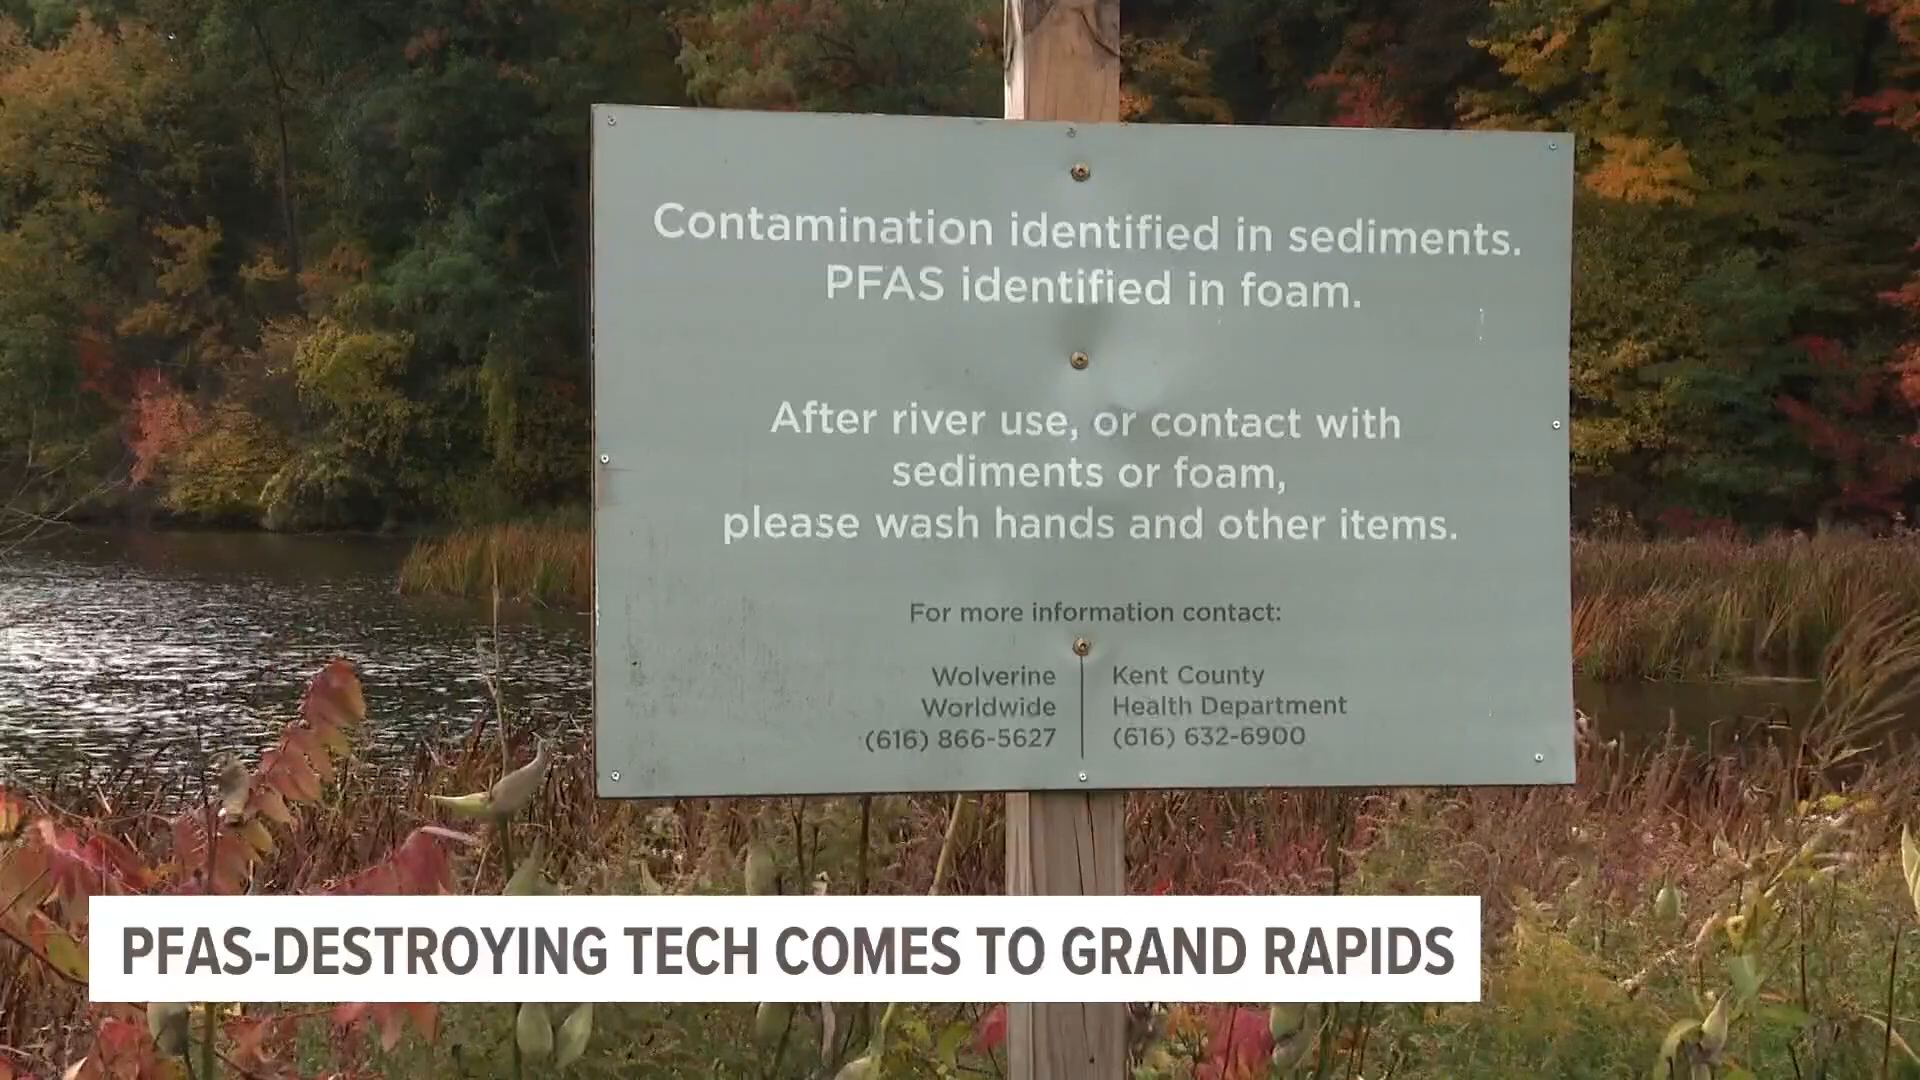 Contamination identified in sediments.
PFAS identified in foam.
After river use, or contact with
sediments or foam,
please wash hands and other items.
For more information contact:
Wolverine
Worldwide
(616) 866-5627
Kent County
Health Department
(616) 632-6900
PFAS-DESTROYING TECH COMES TO GRAND RAPIDS